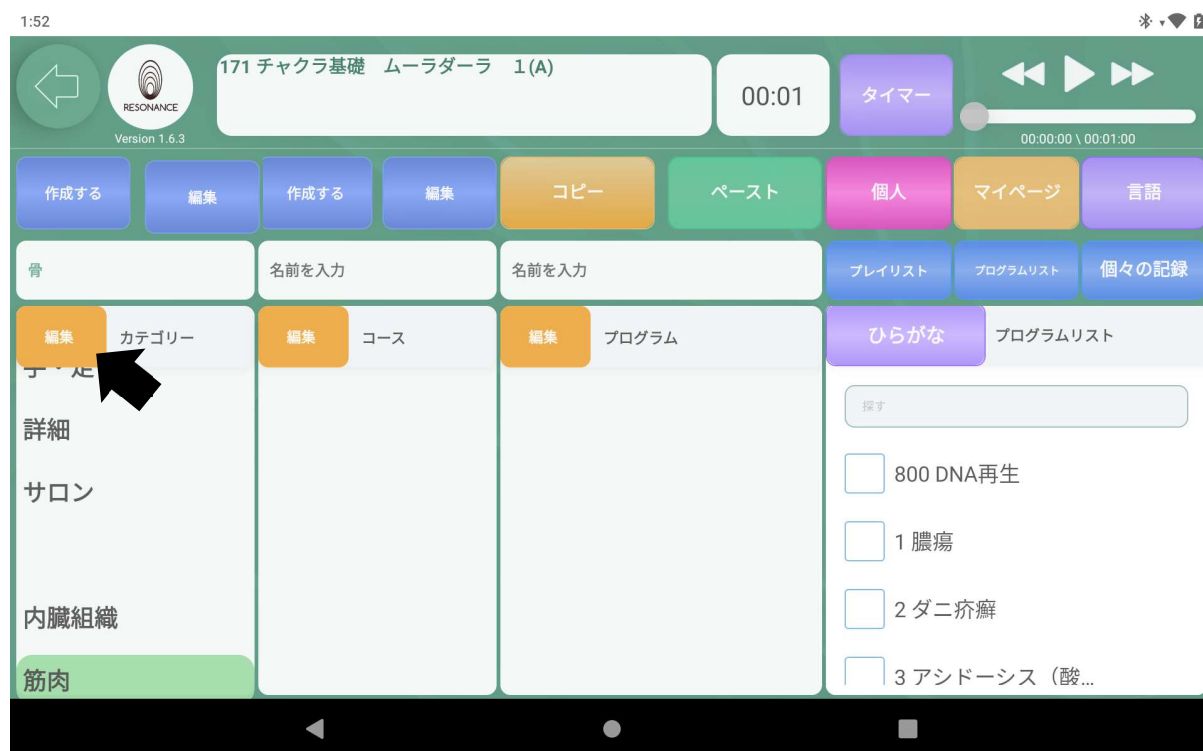 1:52
171 チャクラ基礎　ムーラダーラ　１(A)
00:01
タイマー
RESONANCE
Version 1.6.3
00:00:00 \ 00:01:00
作成する
編集
作成する
編集
コピー
ペースト
個人
マイページ
言語
骨
名前を入力
名前を入力
プレイリスト
プログラムリスト
個々の記録
編集
カテゴリー
編集
コース
編集
プログラム
ひらがな
プログラムリスト
詳細
サロン
内臓組織
筋肉
探す
800 DNA再生
1 膿瘍
2 ダニ疥癬
3 アシドーシス（酸...